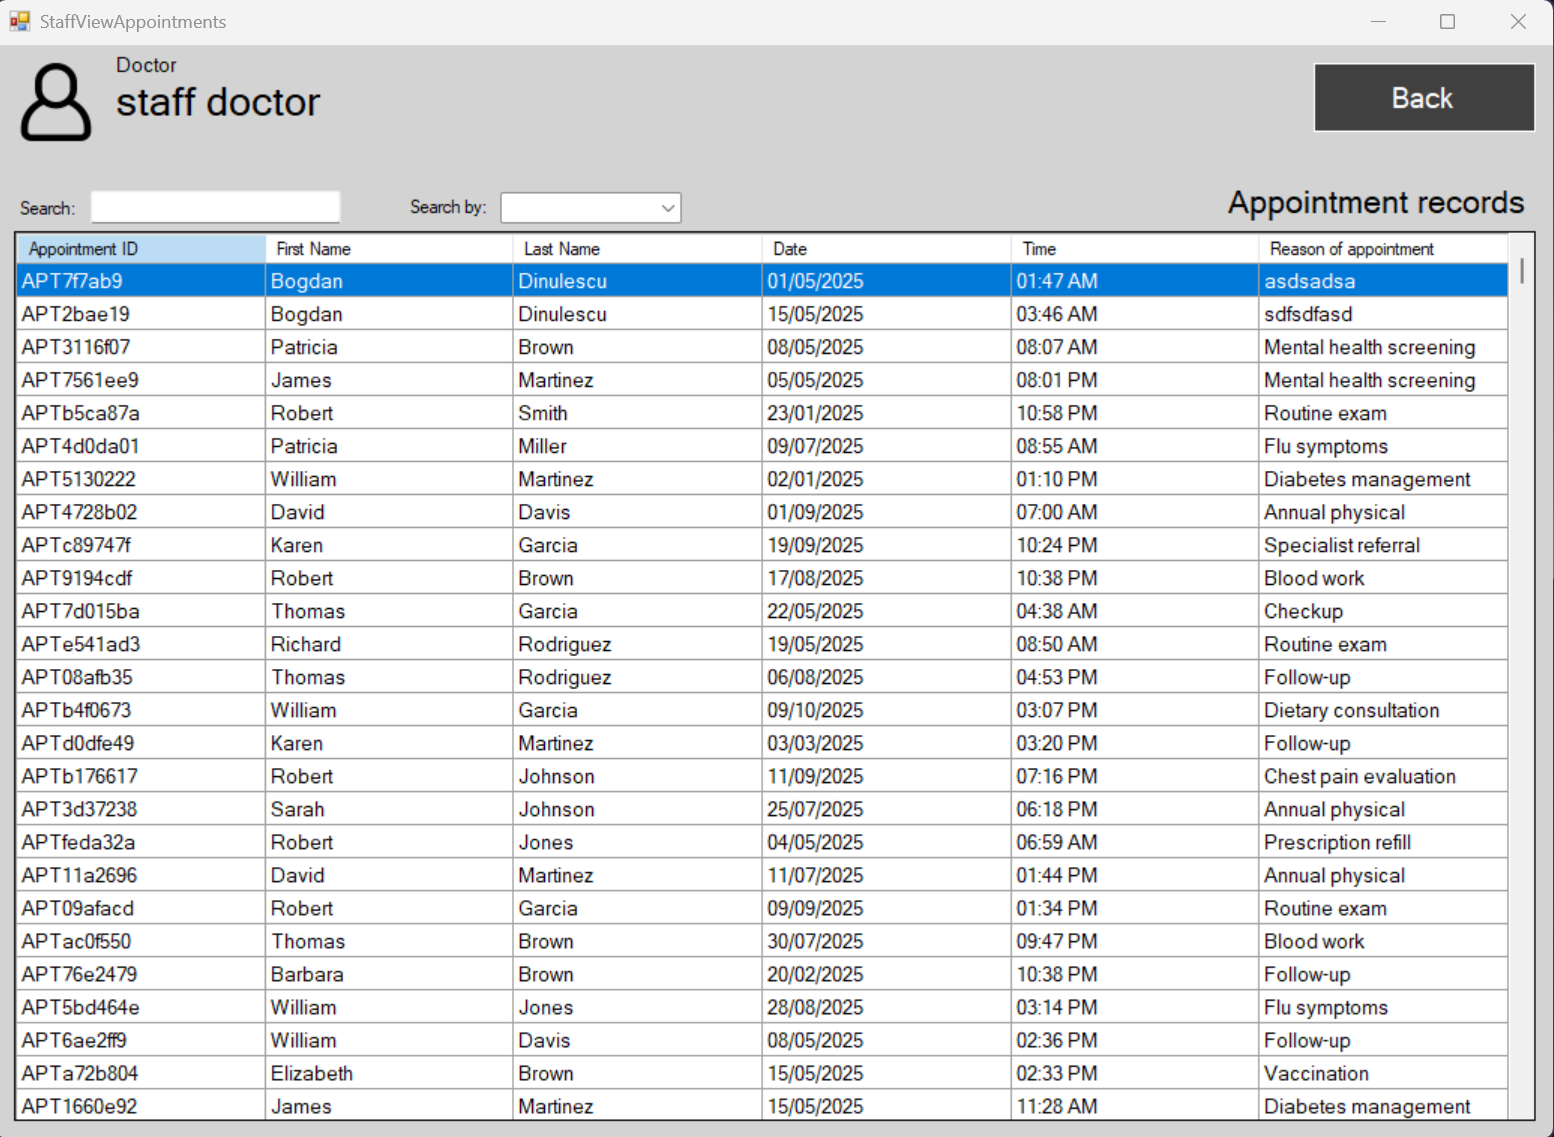 StaffViewAppointments
Doctor
staff doctor
Back
Search:
Search by:
Appointment records
Appointment ID First Name Last Name Date Time Reason of appointment
APT7f7ab9 Bogdan Dinulescu 01/05/2025 01:47 AM asdsadsa
APT2bae19 Bogdan Dinulescu 15/05/2025 03:46 AM sdfsdfasd
APT3116f07 Patricia Brown 08/05/2025 08:07 AM Mental health screening
APT7561ee9 James Martinez 05/05/2025 08:01 PM Mental health screening
APTb5ca87a Robert Smith 23/01/2025 10:58 PM Routine exam
APT4d0da01 Patricia Miller 09/07/2025 08:55 AM Flu symptoms
APT5130222 William Martinez 02/01/2025 01:10 PM Diabetes management
APT4728b02 David Davis 01/09/2025 07:00 AM Annual physical
APTc89747f Karen Garcia 19/09/2025 10:24 PM Specialist referral
APT9194cdf Robert Brown 17/08/2025 10:38 PM Blood work
APT7d015ba Thomas Garcia 22/05/2025 04:38 AM Checkup
APTe541ad3 Richard Rodriguez 19/05/2025 08:50 AM Routine exam
APT08afb35 Thomas Rodriguez 06/08/2025 04:53 PM Follow-up
APTb4f0673 William Garcia 09/10/2025 03:07 PM Dietary consultation
APTd0dfe49 Karen Martinez 03/03/2025 03:20 PM Follow-up
APTb176617 Robert Johnson 11/09/2025 07:16 PM Chest pain evaluation
APT3d37238 Sarah Johnson 25/07/2025 06:18 PM Annual physical
APTfeda32a Robert Jones 04/05/2025 06:59 AM Prescription refill
APT11a2696 David Martinez 11/07/2025 01:44 PM Annual physical
APT09afacd Robert Garcia 09/09/2025 01:34 PM Routine exam
APTac0f550 Thomas Brown 30/07/2025 09:47 PM Blood work
APT76e2479 Barbara Brown 20/02/2025 10:38 PM Follow-up
APT5bd464e William Jones 28/08/2025 03:14 PM Flu symptoms
APT6ae2ff9 William Davis 08/05/2025 02:36 PM Follow-up
APTa72b804 Elizabeth Brown 15/05/2025 02:33 PM Vaccination
APT1660e92 James Martinez 15/05/2025 11:28 AM Diabetes management